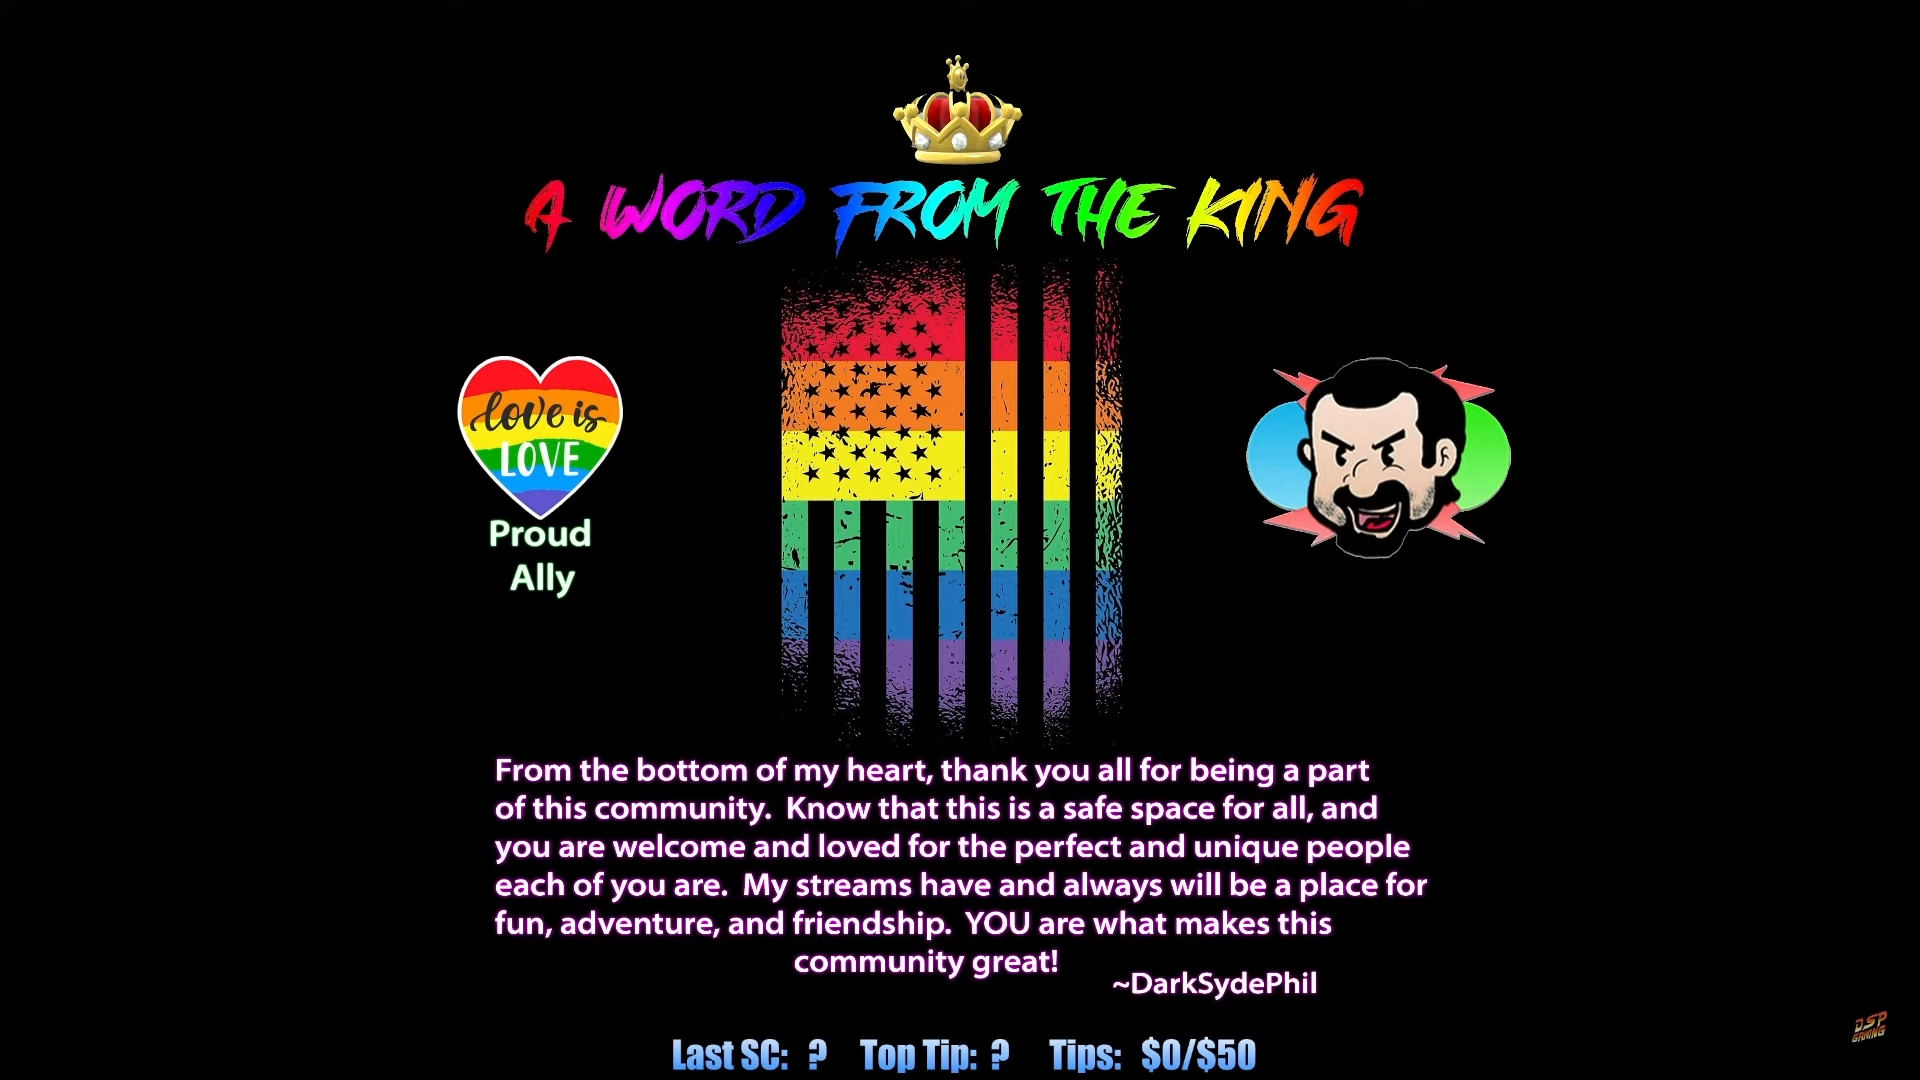 A WORD FROM THE KING
love is
LOVE
Proud
Ally
From the bottom of my heart, thank you all for being a part
of this community.  Know that this is a safe space for all, and
you are welcome and loved for the perfect and unique people
each of you are.  My streams have and always will be a place for
fun, adventure, and friendship.  YOU are what makes this
community great!
~DarkSydePhil
DSP
GAMING
Last SC: ? Top Tip: ? Tips: $0/$50